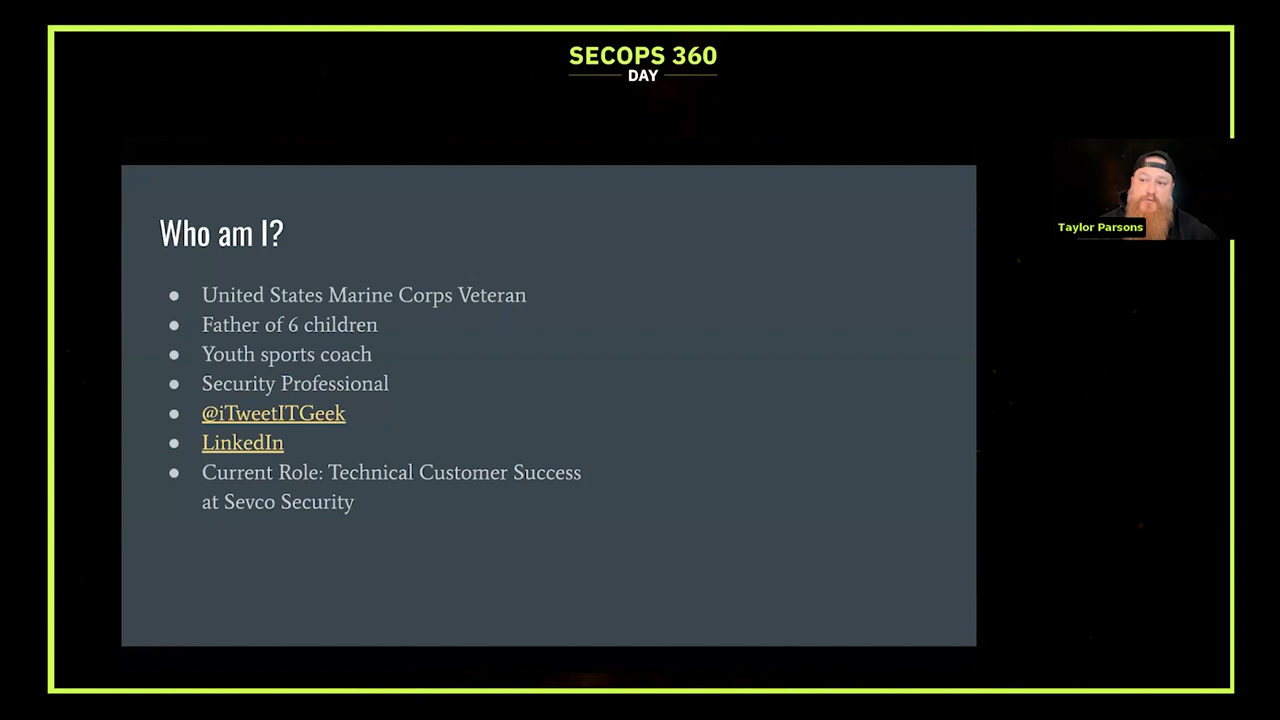 SECOPS 360
DAY
Taylor Parsons
Who am I?
● United States Marine Corps Veteran
● Father of 6 children
● Youth sports coach
● Security Professional
● @iTweetITGeek
● LinkedIn
● Current Role: Technical Customer Success
at Sevco Security